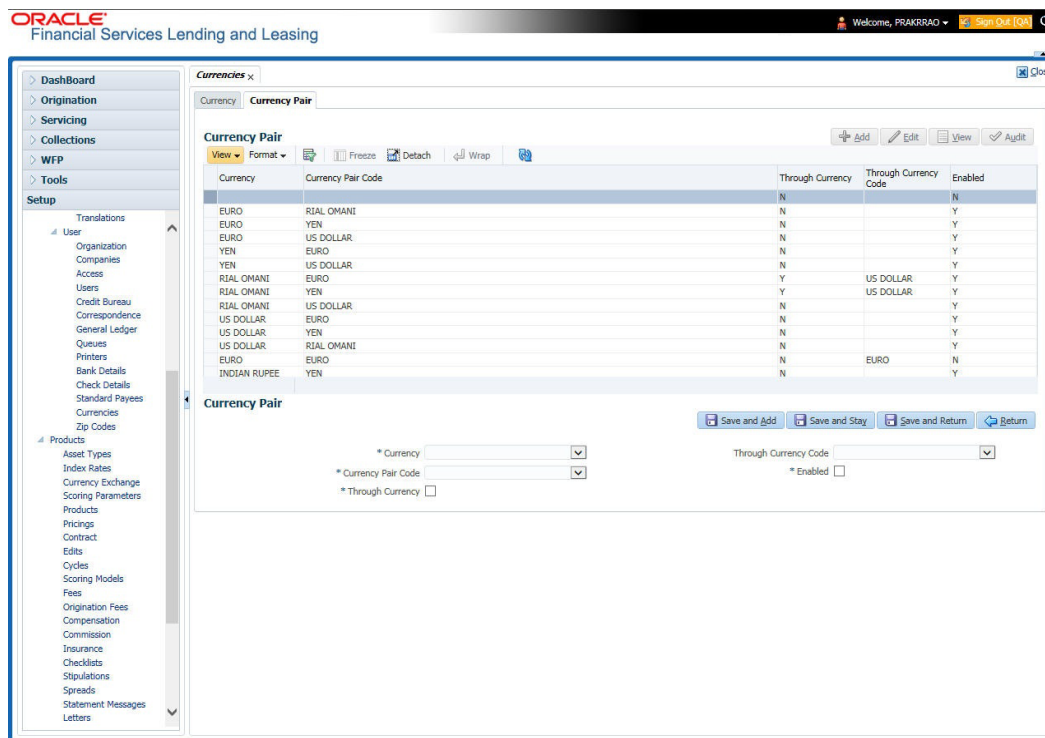 ORACLE
Financial Services Lending and Leasing
Welcome, PRAKRRAO
Sign Out [QA]
DashBoard
Origination
Servicing
Collections
WFP
Tools
Setup
Translations
User
Organization
Companies
Access
Users
Credit Bureau
Correspondence
General Ledger
Queues
Printers
Bank Details
Check Details
Standard Payees
Currencies
Zip Codes
Products
Asset Types
Index Rates
Currency Exchange
Scoring Parameters
Products
Pricings
Contract
Edits
Cycles
Scoring Models
Fees
Origination Fees
Compensation
Commission
Insurance
Checklists
Stipulations
Spreads
Statement Messages
Letters
Currencies x
Clos
Currency Currency Pair
Currency Pair
Add Edit View Audit
View Format Freeze Detach Wrap
Currency Currency Pair Code Through Currency Through Currency Code Enabled
N N
EURO RIAL OMANI N Y
EURO YEN N Y
EURO US DOLLAR N Y
YEN EURO N Y
YEN US DOLLAR N Y
RIAL OMANI EURO Y US DOLLAR Y
RIAL OMANI YEN Y US DOLLAR Y
RIAL OMANI US DOLLAR N Y
US DOLLAR EURO N Y
US DOLLAR YEN N Y
US DOLLAR RIAL OMANI N Y
EURO EURO N EURO N
INDIAN RUPEE YEN N Y
Currency Pair
Save and Add Save and Stay Save and Return Return
* Currency Through Currency Code
* Currency Pair Code * Enabled
* Through Currency